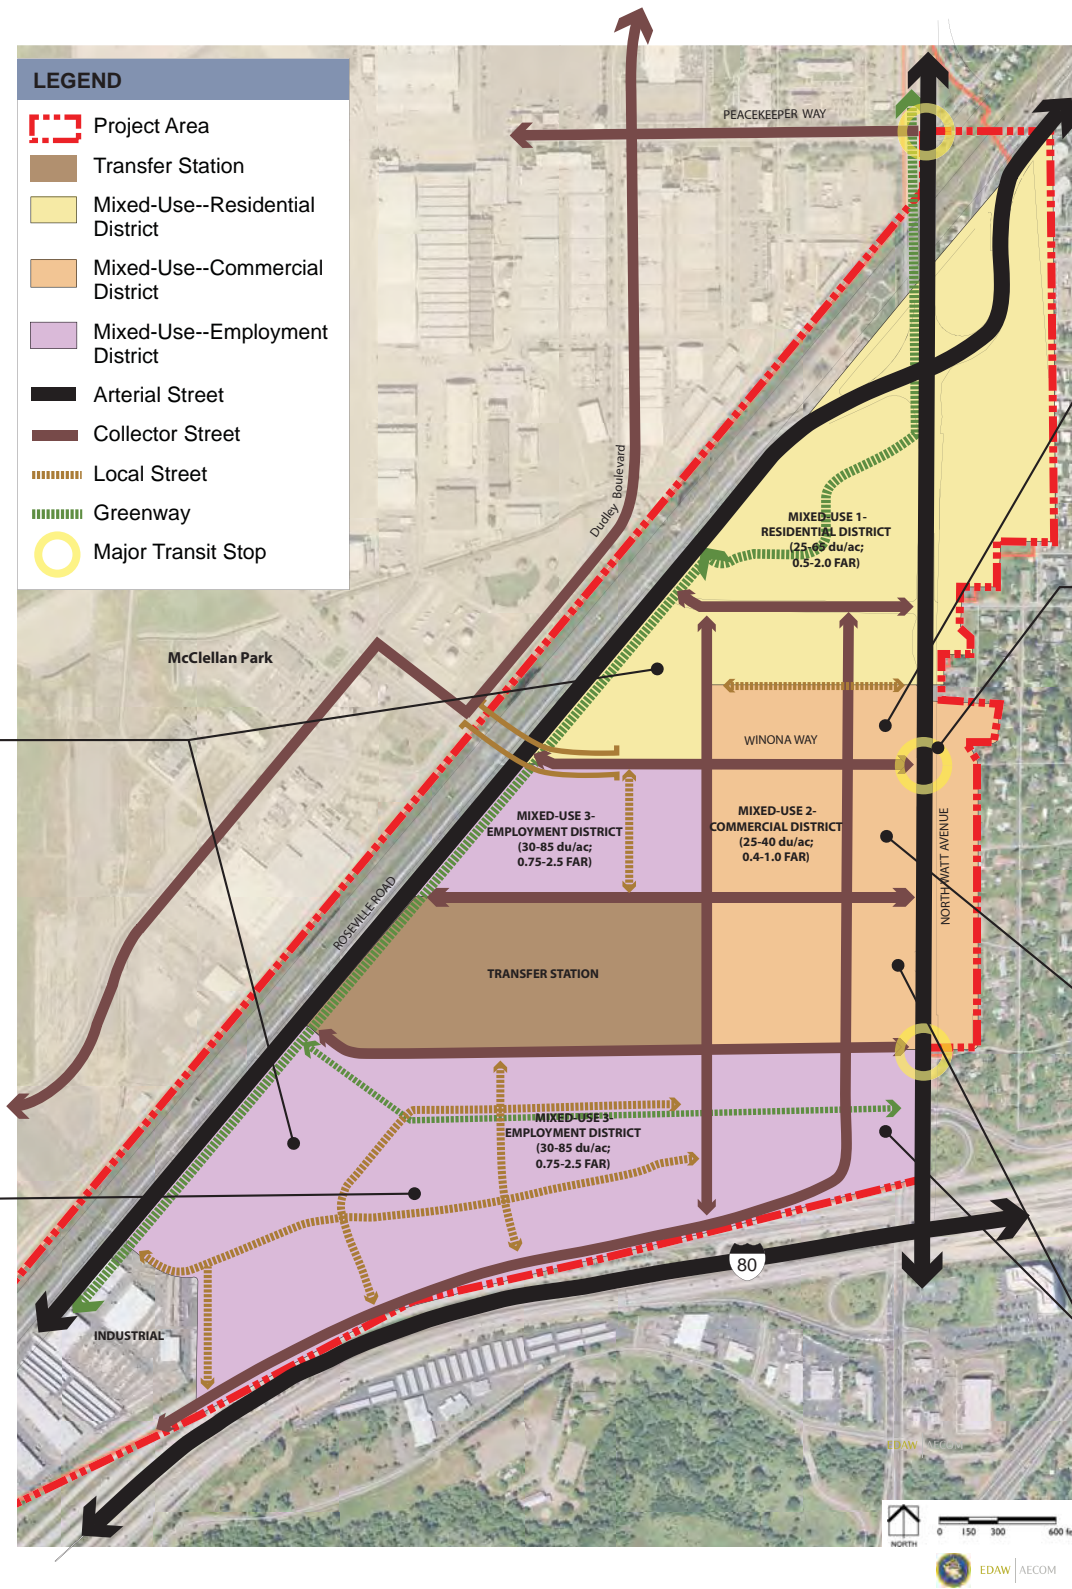 LEGEND
Project Area
Transfer Station
Mixed-Use--Residential
District
Mixed-Use--Commercial
District
Mixed-Use--Employment
District
Arterial Street
Collector Street
Local Street
Greenway
Major Transit Stop
PEACEKEEPER WAY
Dudley Boulevard
MIXED-USE 1-
RESIDENTIAL DISTRICT
(25-65 du/ac;
0.5-2.0 FAR)
McClellan Park
WINONA WAY
MIXED-USE 3-
EMPLOYMENT DISTRICT
(30-85 du/ac;
0.75-2.5 FAR)
MIXED-USE 2-
COMMERCIAL DISTRICT
(25-40 du/ac;
0.4-1.0 FAR)
NORTH WATT AVENUE
ROSEVILLE ROAD
TRANSFER STATION
MIXED-USE 3-
EMPLOYMENT DISTRICT
(30-85 du/ac;
0.75-2.5 FAR)
80
INDUSTRIAL
EDAW | AECOM
NORTH
0 150 300 600 fe
EDAW | AECOM